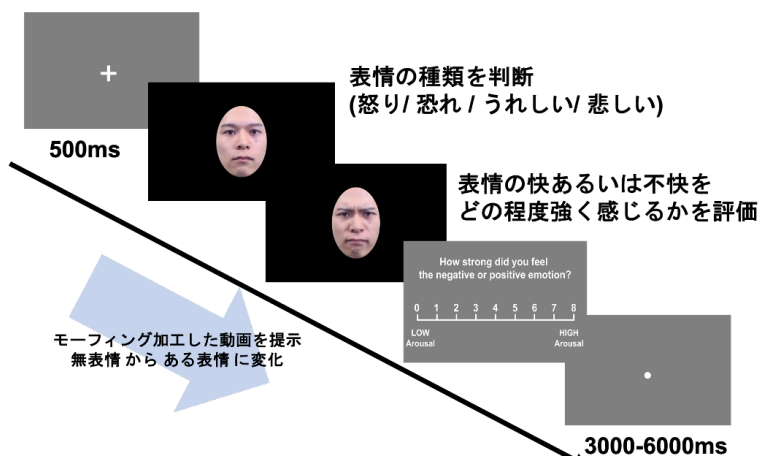 +
表情の種類を判断
(怒り/ 恐れ / うれしい/ 悲しい)
500ms
表情の快あるいは不快を
どの程度強く感じるかを評価
How strong did you feel
the negative or positive emotion?
0 1 2 3 4 5 6 7 8
LOW HIGH
Arousal Arousal
モーフィング加工した動画を提示
無表情 から ある表情 に変化
3000-6000ms